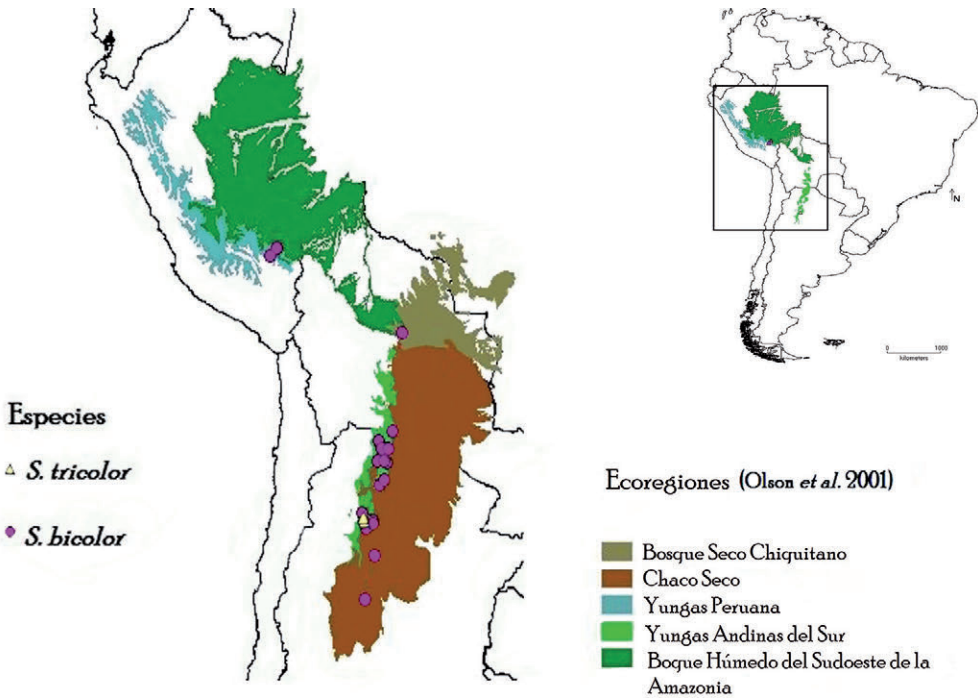 N
0 1000
kilometers
Especies
S. tricolor
S. bicolor
Ecoregiones (Olson et al. 2001)
Bosque Seco Chiquitano
Chaco Seco
Yungas Peruana
Yungas Andinas del Sur
Boque Húmedo del Sudoeste de la
Amazonia